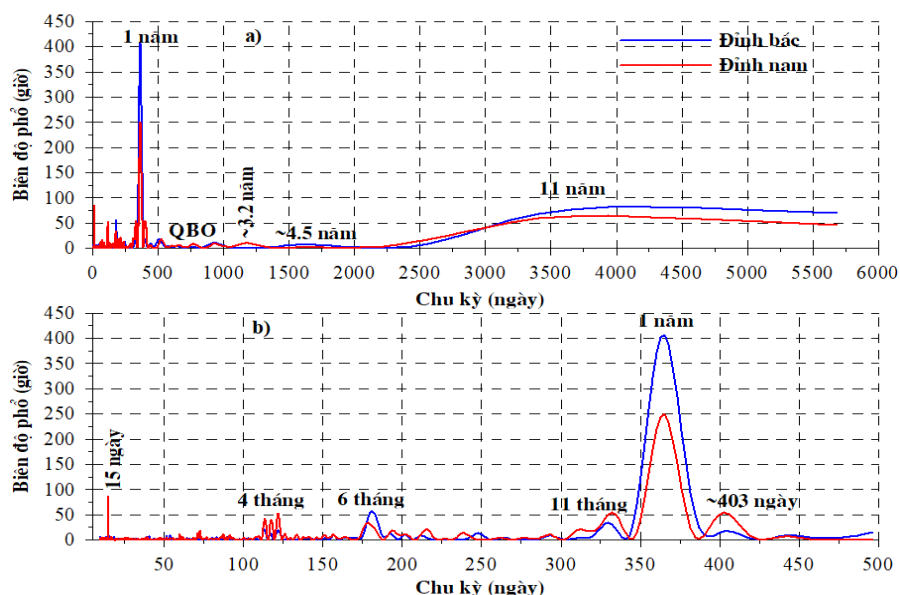 1 năm
a)
Đỉnh bắc
Đỉnh nam
Biên độ phổ (giờ)
450
400
350
300
250
200
150
100
50
0
QBO
~3.2 năm
~4.5 năm
11 năm
0 500 1000 1500 2000 2500 3000 3500 4000 4500 5000 5500 6000
Chu kỳ (ngày)
b)
1 năm
Biên độ phổ (giờ)
450
400
350
300
250
200
150
100
50
0
15 ngày
4 tháng
6 tháng
11 tháng
~403 ngày
0 50 100 150 200 250 300 350 400 450 500
Chu kỳ (ngày)